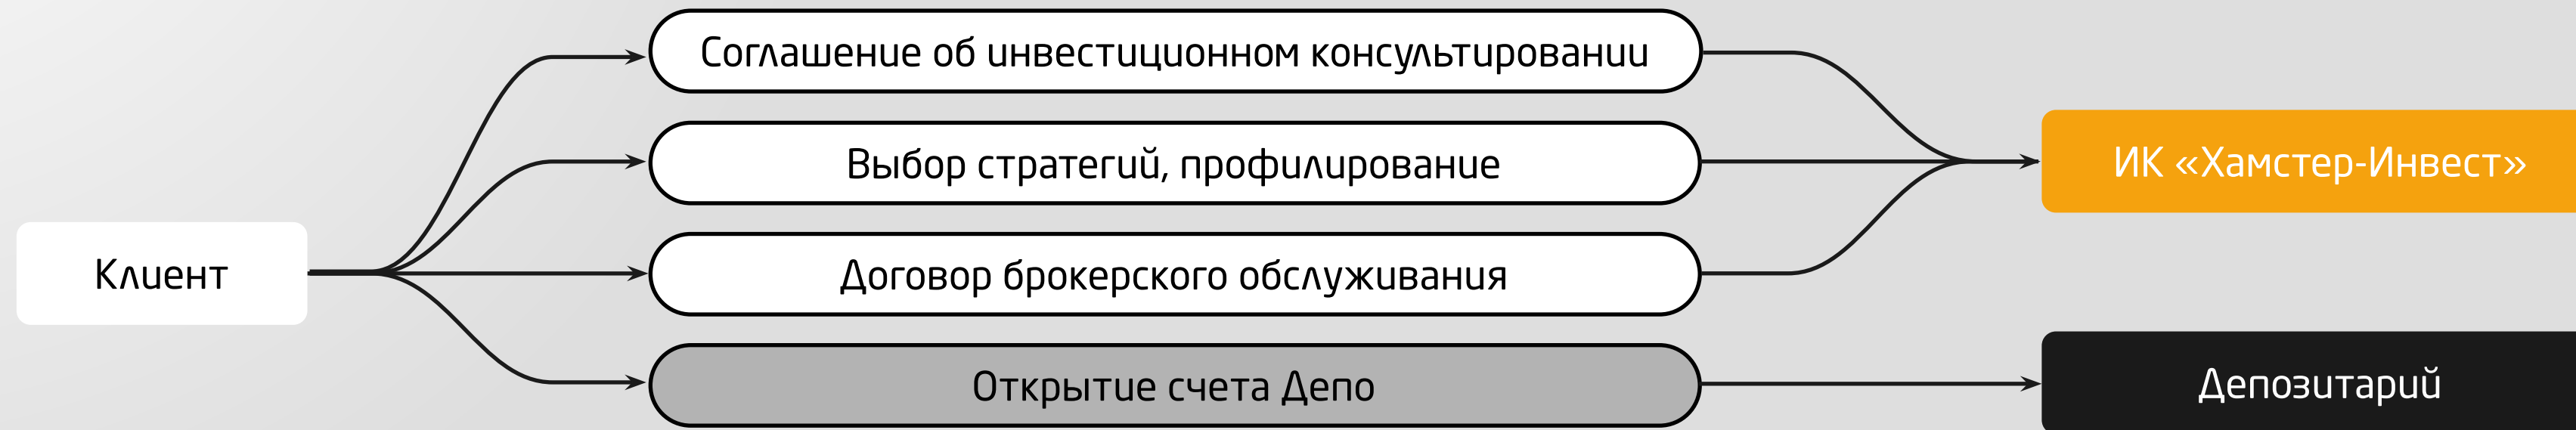 Соглашение об инвестиционном консультировании
Выбор стратегий, профилирование
ИК «Хамстер-Инвест»
Клиент
Договор брокерского обслуживания
Открытие счета Депо
Депозитарий